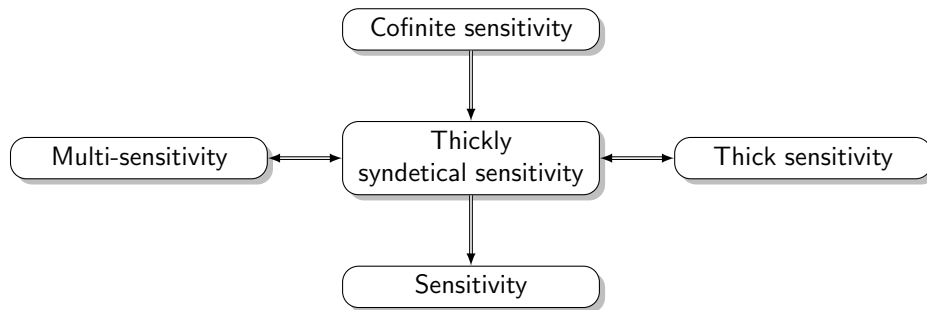 Cofinite sensitivity
Multi-sensitivity
Thickly
syndetical sensitivity
Thick sensitivity
Sensitivity